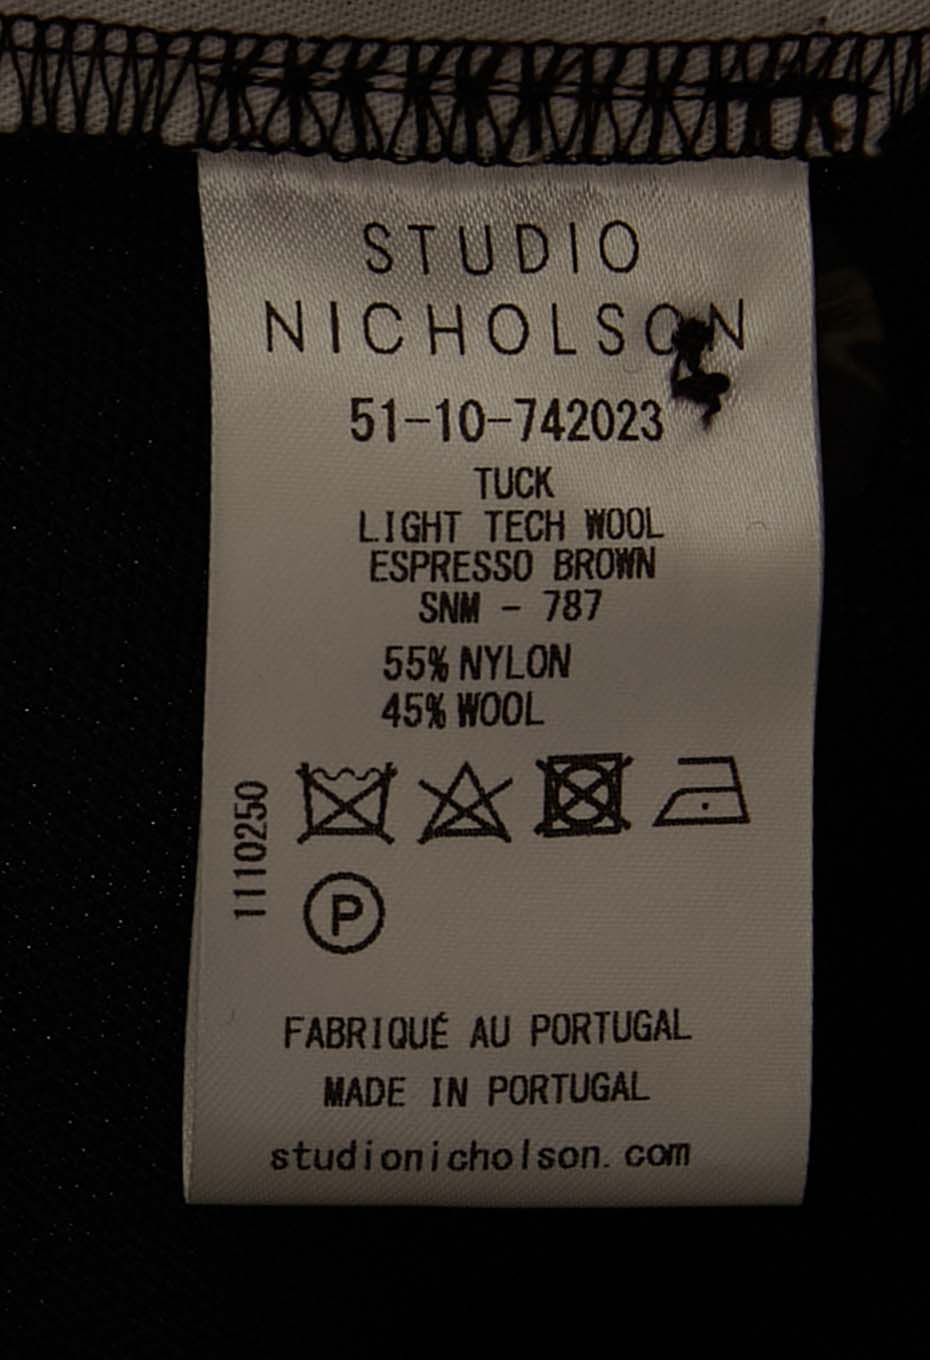 STUDIO
NICHOLSON
51-10-742023
TUCK
LIGHT TECH WOOL
ESPRESSO BROWN
SNM - 787
55% NYLON
45% WOOL
1110250
P
FABRIQUÉ AU PORTUGAL
MADE IN PORTUGAL
studionicholson.com